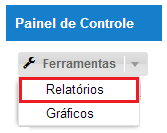 Painel de Controle
Ferramentas
Relatórios
Gráficos